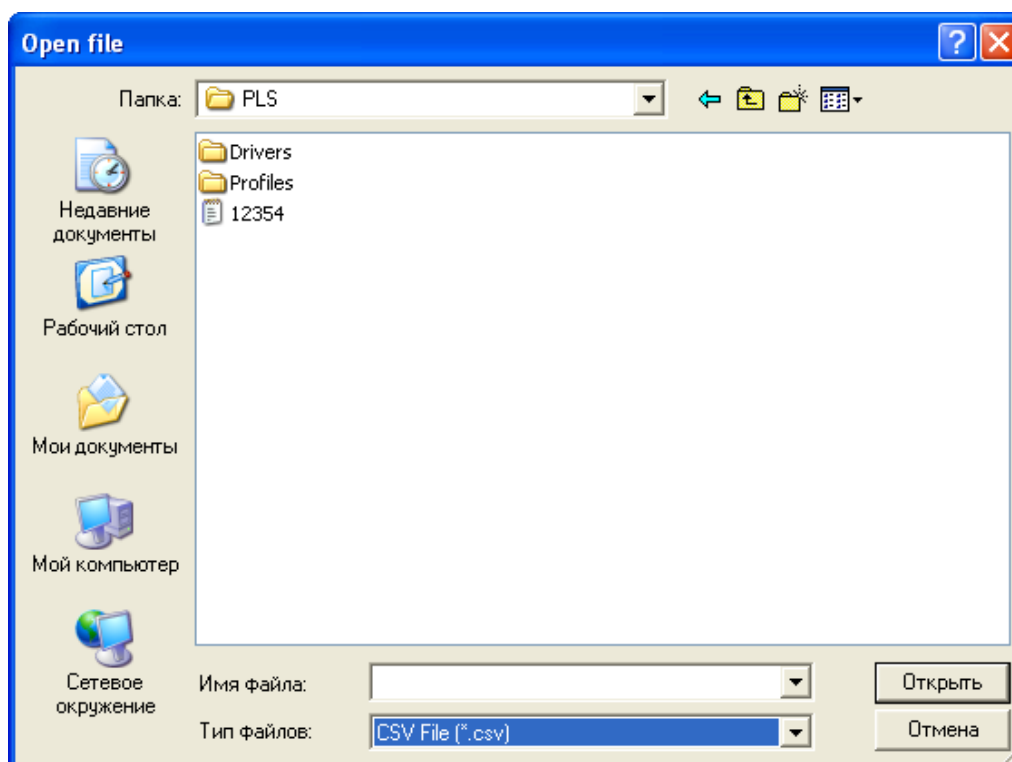 Open file
Папка:
PLS
Drivers
Profiles
12354
Недавние
документы
Рабочий стол
Мои документы
Мой компьютер
Сетевое
окружение
Имя файла:
Открыть
Тип файлов:
CSV File (*.csv)
Отмена